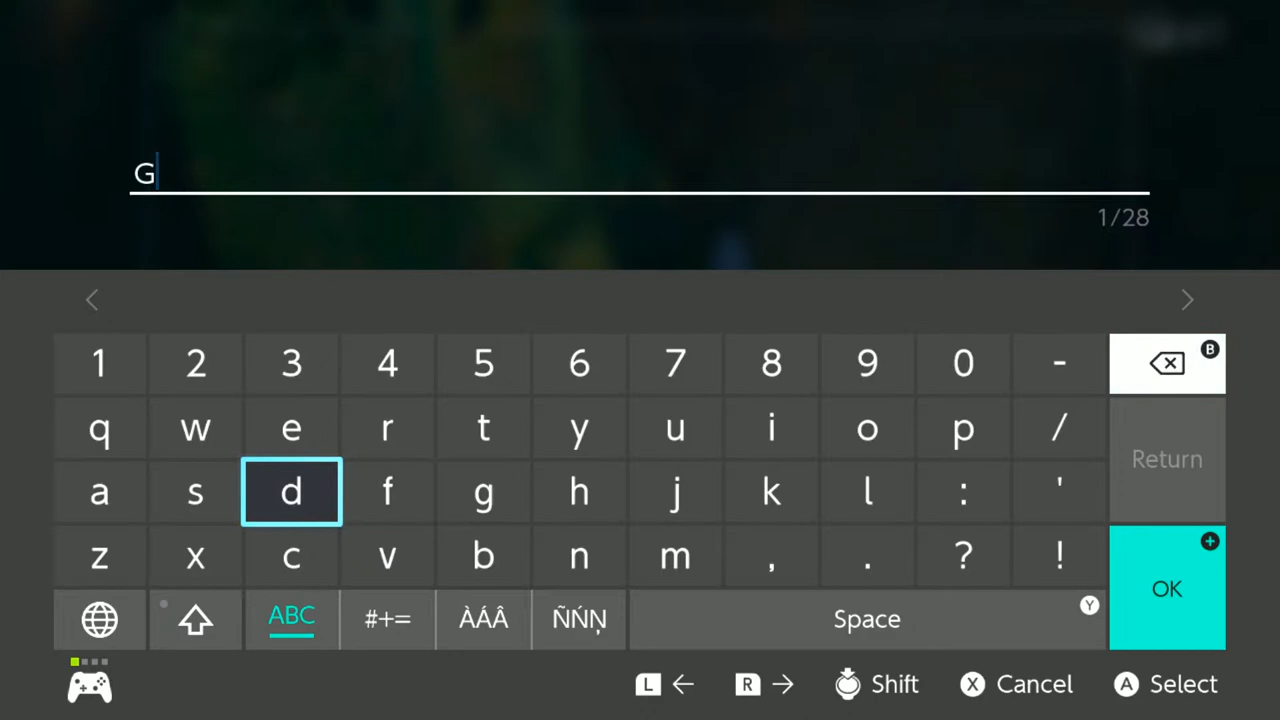 G
1/28
1 2 3 4 5 6 7 8 9 0 - B
q w e r t y u i o p / Return
a s d f g h j k l : '
z x c v b n m , . ? ! + OK
ABC #+= ÀÁÂ ÑŃŅ Space Y
L ← R → Shift X Cancel A Select